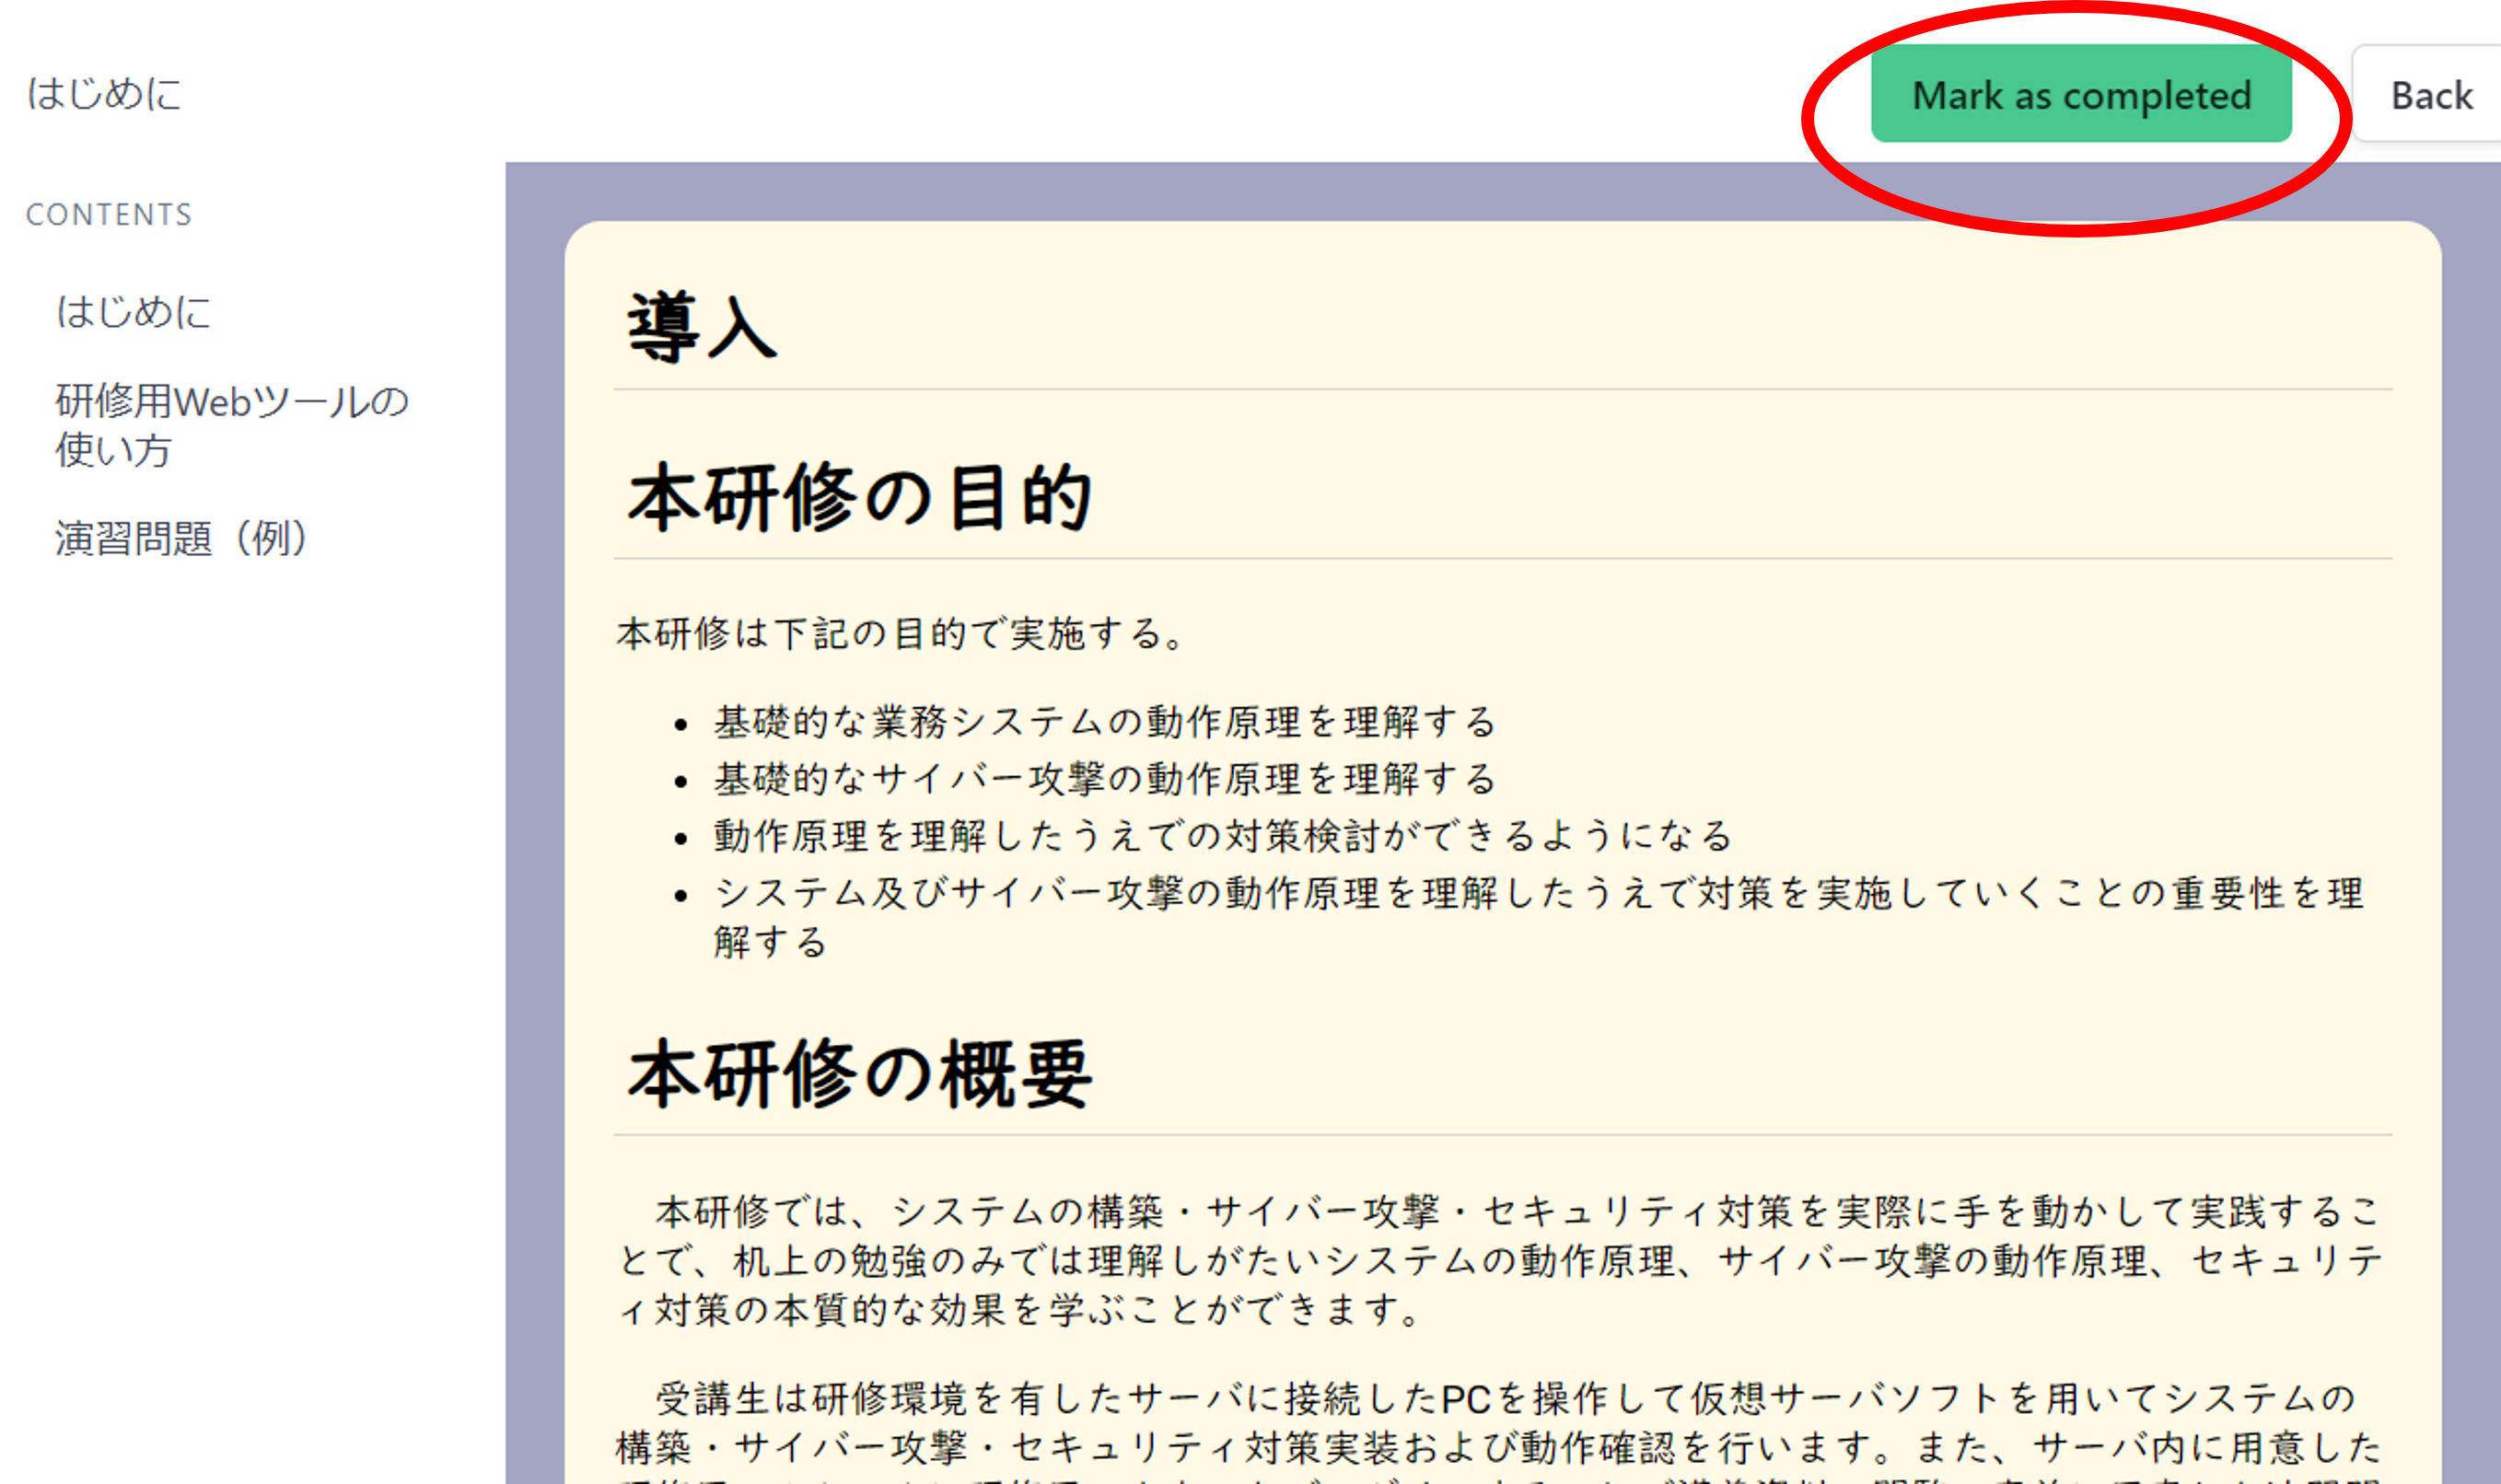 はじめに
Mark as completed
Back
CONTENTS
はじめに
研修用Webツールの
使い方
演習問題（例）
導入
本研修の目的
本研修は下記の目的で実施する。
• 基礎的な業務システムの動作原理を理解する
• 基礎的なサイバー攻撃の動作原理を理解する
• 動作原理を理解したうえでの対策検討ができるようになる
• システム及びサイバー攻撃の動作原理を理解したうえで対策を実施していくことの重要性を理
解する
本研修の概要
本研修では、システムの構築・サイバー攻撃・セキュリティ対策を実際に手を動かして実践するこ
とで、机上の勉強のみでは理解しがたいシステムの動作原理、サイバー攻撃の動作原理、セキュリテ
ィ対策の本質的な効果を学ぶことができます。
受講生は研修環境を有したサーバに接続したPCを操作して仮想サーバソフトを用いてシステムの
構築・サイバー攻撃・セキュリティ対策実装および動作確認を行います。また、サーバ内に用意した